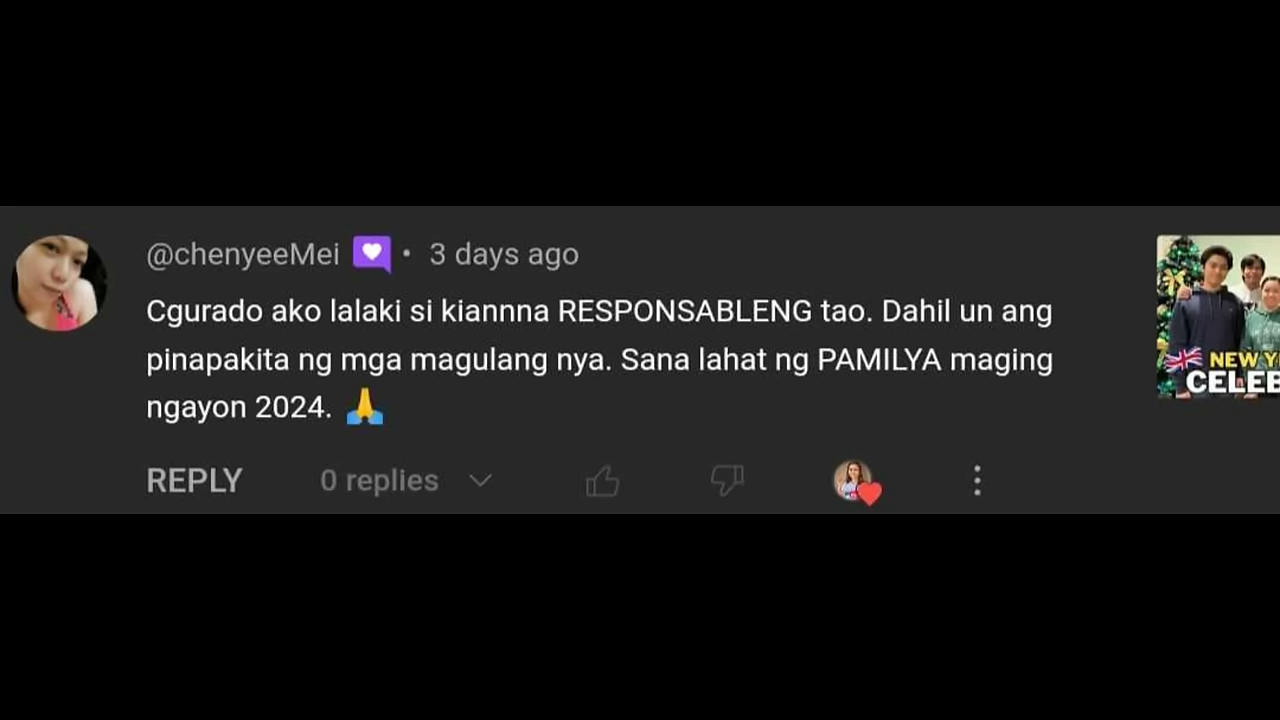 @chenyeeMei • 3 days ago
Cgurado ako lalaki si kiannna RESPONSABLENG tao. Dahil un ang
pinapakita ng mga magulang nya. Sana lahat ng PAMILYA maging
ngayon 2024. 🙏
REPLY 0 replies
NEW Y
CELEB